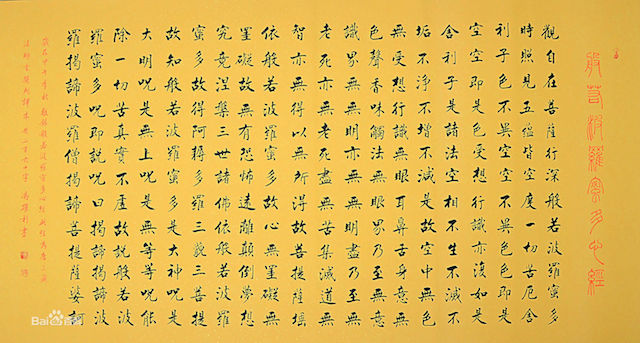 般若波羅蜜多心經
觀自在菩薩行深般若波羅蜜多
時照見五蘊皆空度一切苦厄舍
利子色不異空空不異色色即是
空空即是色受想行識亦復如是
舍利子是諸法空相不生不滅不
垢不淨不增不減是故空中無色
無受想行識無眼耳鼻舌身意無
色聲香味觸法無眼界乃至無意
識界無無明亦無無明盡乃至無
老死亦無老死盡無苦集滅道無
智亦無得以無所得故菩提薩埵
依般若波羅蜜多故心無罣礙無
罣礙故無有恐怖遠離顛倒夢想
究竟涅槃三世諸佛依般若波羅
蜜多故得阿耨多羅三藐三菩提
故知般若波羅蜜多是大神呪是
大明呪是無上呪是無等等呪能
除一切苦真實不虛故說般若波
羅蜜多呪即說呪曰揭諦揭諦波
羅揭諦波羅僧揭諦菩提薩婆訶
Bai百科